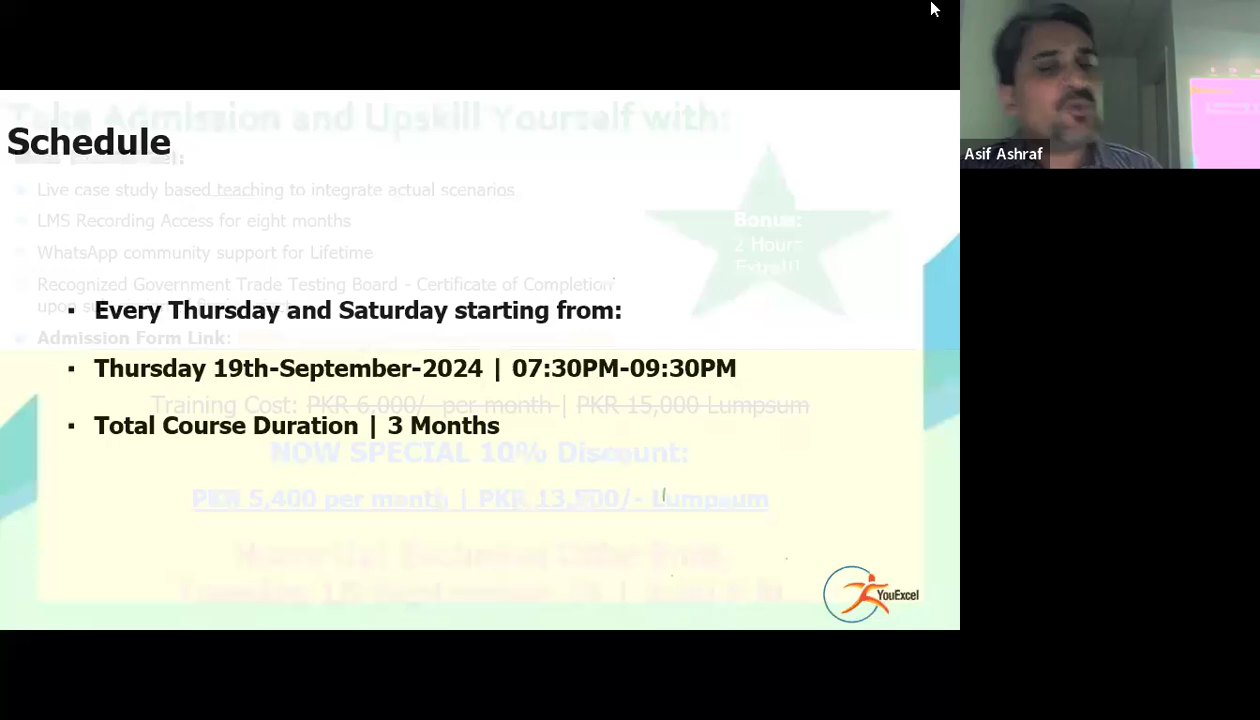 Take Admission and Upskill Yourself with:
Schedule
Live case study based teaching to integrate actual scenarios
LMS Recording Access for eight months
WhatsApp community support for Lifetime
Recognized Government Trade Testing Board - Certificate of Completion
upon
Admission Form Link:
Bonus:
2 Hours
Extra!!!
▪ Every Thursday and Saturday starting from:
▪ Thursday 19th-September-2024 | 07:30PM-09:30PM
Training Cost: PKR 6,000/- per month | PKR 15,000 Lumpsum
▪ Total Course Duration | 3 Months
NOW SPECIAL 10% Discount:
PKR 5,400 per month | PKR 13,500/- Lumpsum
YouExcel
Asif Ashraf